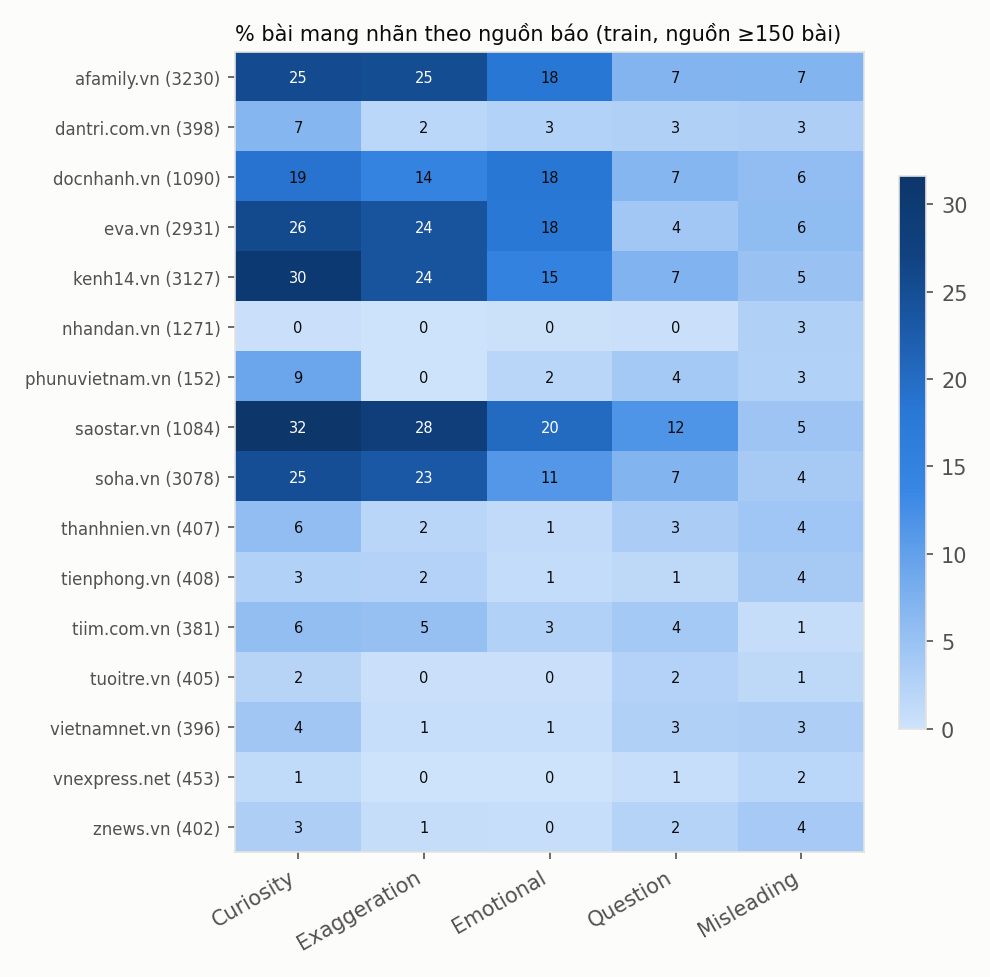 % bài mang nhãn theo nguồn báo (train, nguồn ≥150 bài)
afamily.vn (3230) 25 25 18 7 7
dantri.com.vn (398) 7 2 3 3 3
docnhanh.vn (1090) 19 14 18 7 6
eva.vn (2931) 26 24 18 4 6
kenh14.vn (3127) 30 24 15 7 5
nhandan.vn (1271) 0 0 0 0 3
phunuvietnam.vn (152) 9 0 2 4 3
saostar.vn (1084) 32 28 20 12 5
soha.vn (3078) 25 23 11 7 4
thanhnien.vn (407) 6 2 1 3 4
tienphong.vn (408) 3 2 1 1 4
tiim.com.vn (381) 6 5 3 4 1
tuoitre.vn (405) 2 0 0 2 1
vietnamnet.vn (396) 4 1 1 3 3
vnexpress.net (453) 1 0 0 1 2
znews.vn (402) 3 1 0 2 4
Curiosity Exaggeration Emotional Question Misleading
30
25
20
15
10
5
0